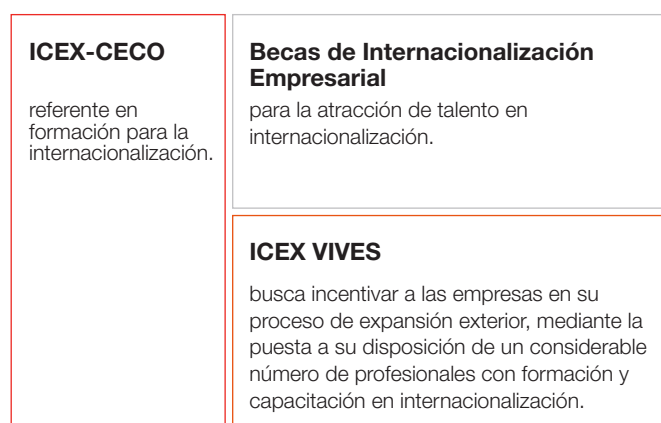 ICEX-CECO
referente en
formación para la
internacionalización.
Becas de Internacionalización
Empresarial
para la atracción de talento en
internacionalización.
ICEX VIVES
busca incentivar a las empresas en su
proceso de expansión exterior, mediante la
puesta a su disposición de un considerable
número de profesionales con formación y
capacitación en internacionalización.